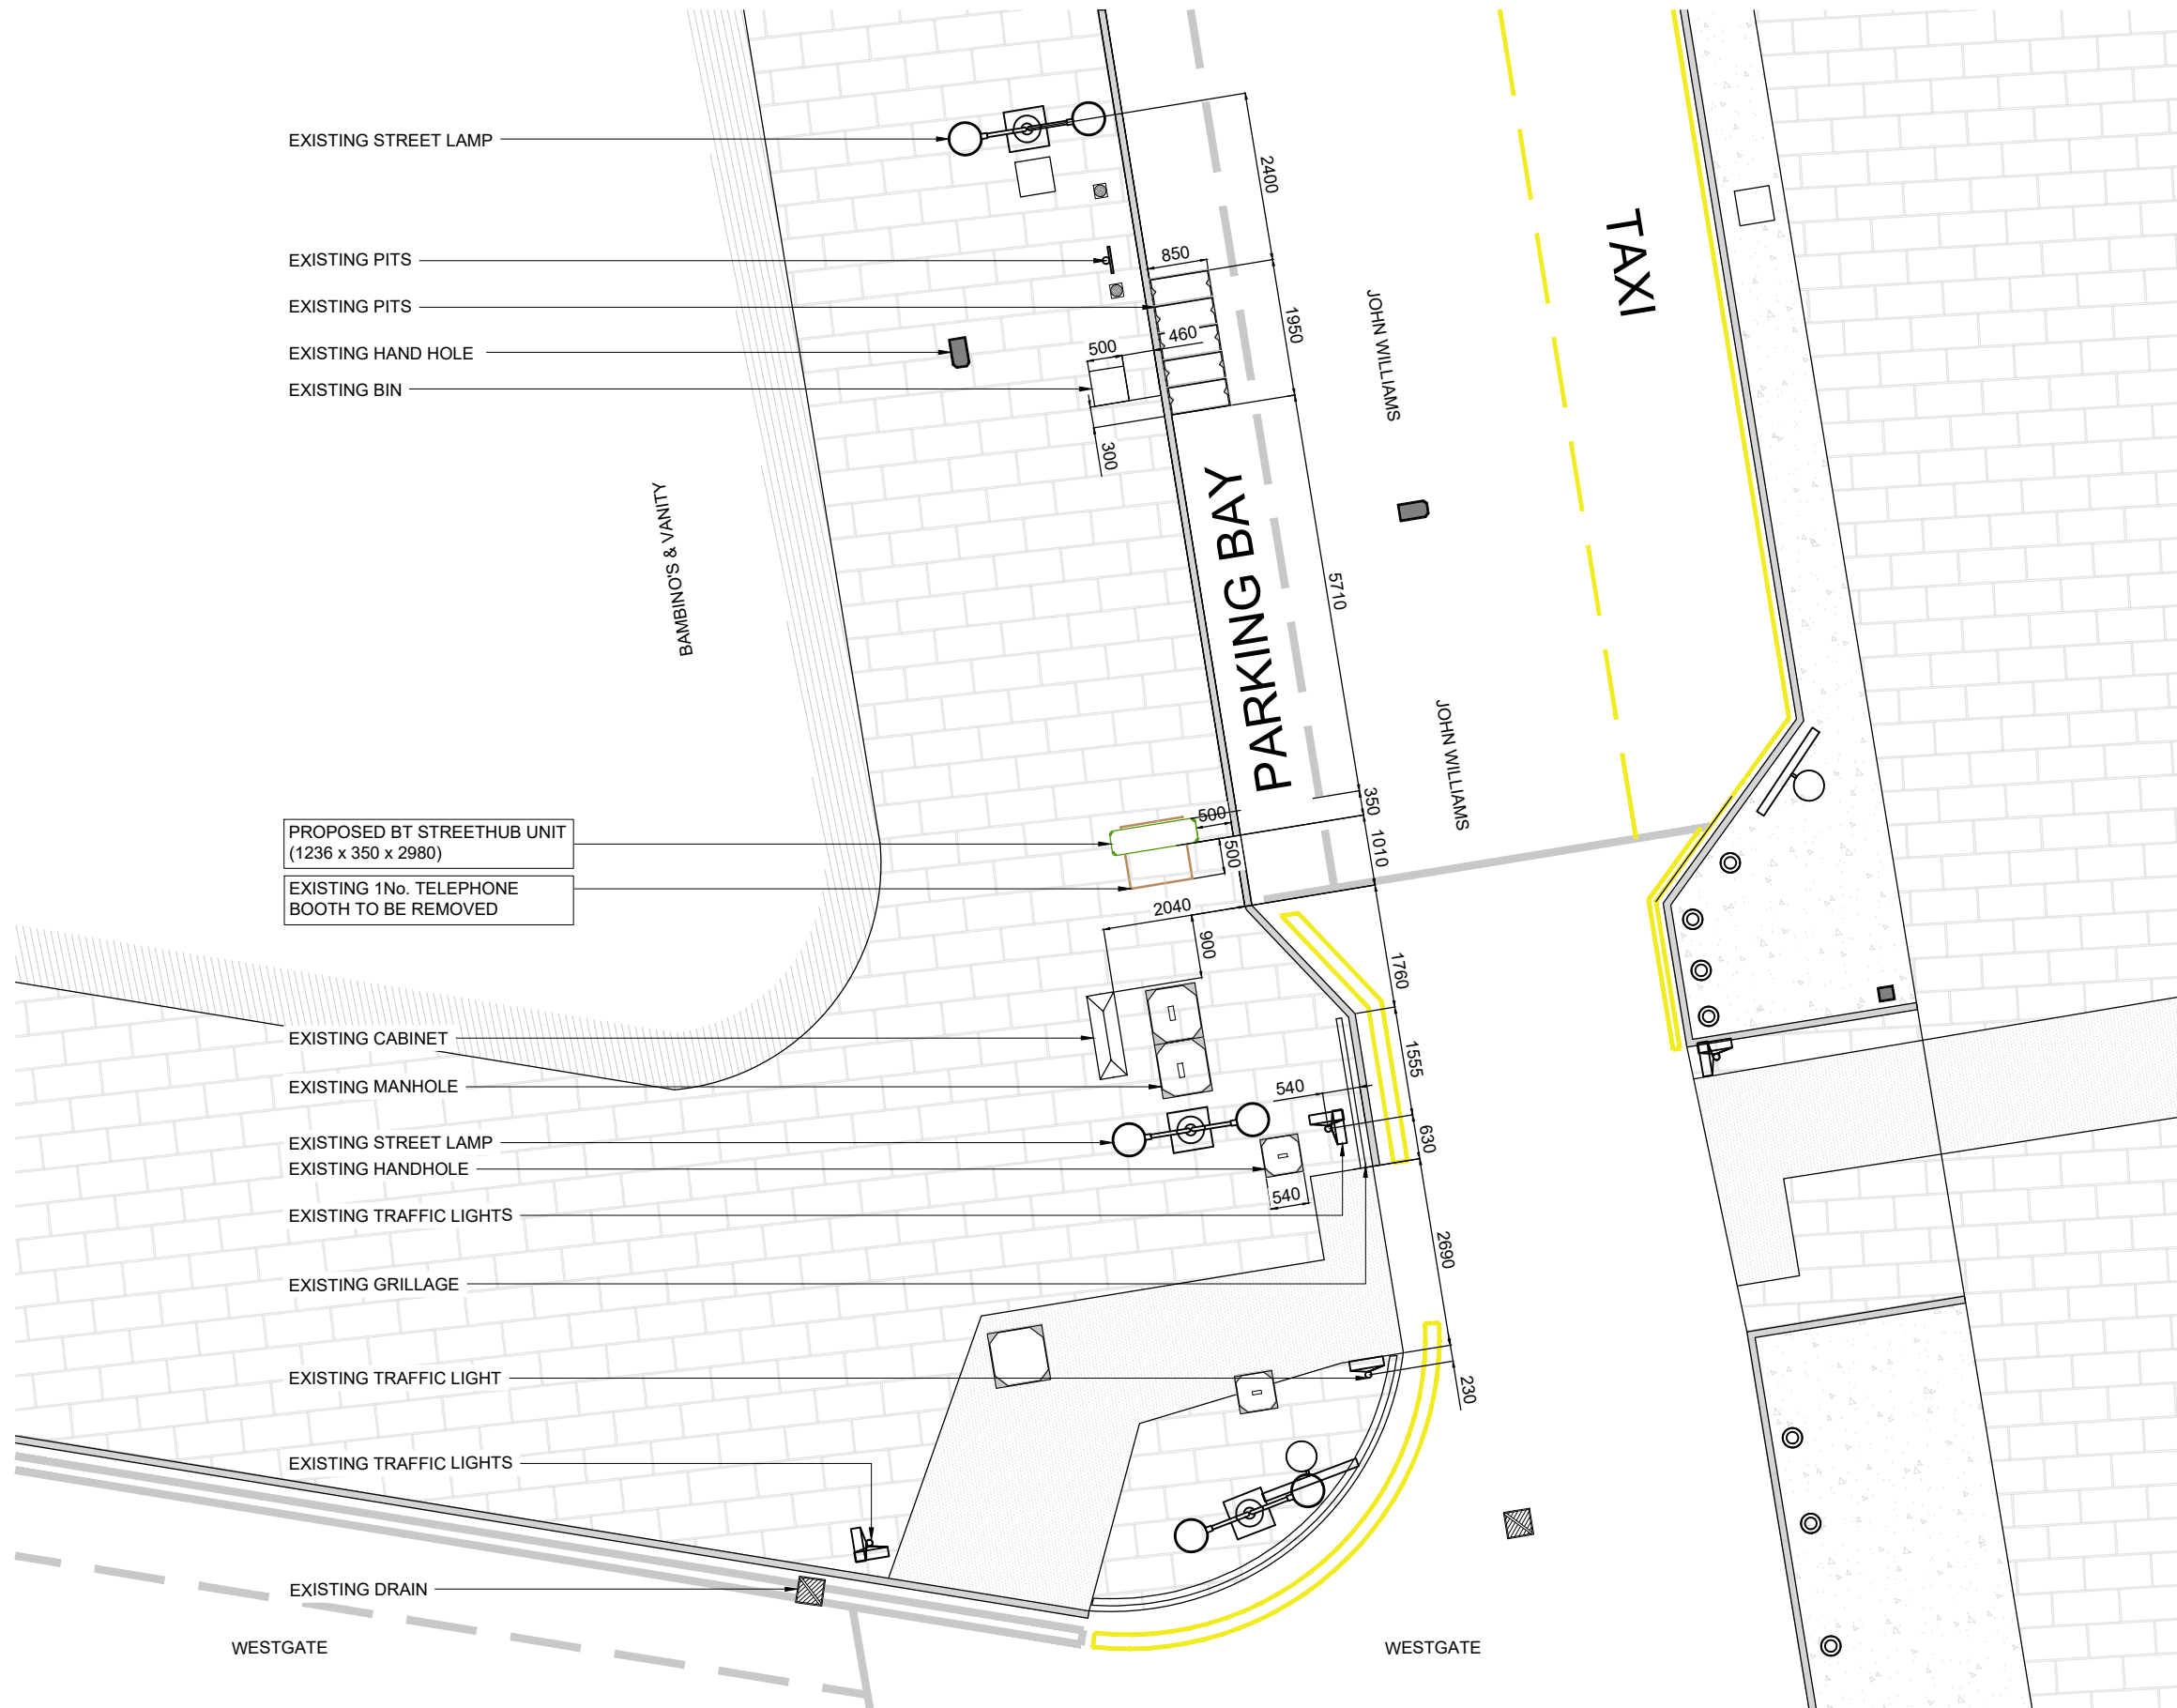 EXISTING STREET LAMP
2400
TAXI
EXISTING PITS
850
EXISTING PITS
JOHN WILLIAMS
1950
460
500
EXISTING HAND HOLE
EXISTING BIN
300
BAMBINO'S & VANITY
PARKING BAY
5710
JOHN WILLIAMS
350
500
1010
PROPOSED BT STREETHUB UNIT
(1236 x 350 x 2980)
500
EXISTING 1No. TELEPHONE
BOOTH TO BE REMOVED
2040
900
1760
EXISTING CABINET
1555
EXISTING MANHOLE
540
EXISTING STREET LAMP
630
EXISTING HANDHOLE
540
EXISTING TRAFFIC LIGHTS
2690
EXISTING GRILLAGE
EXISTING TRAFFIC LIGHT
230
EXISTING TRAFFIC LIGHTS
EXISTING DRAIN
WESTGATE
WESTGATE